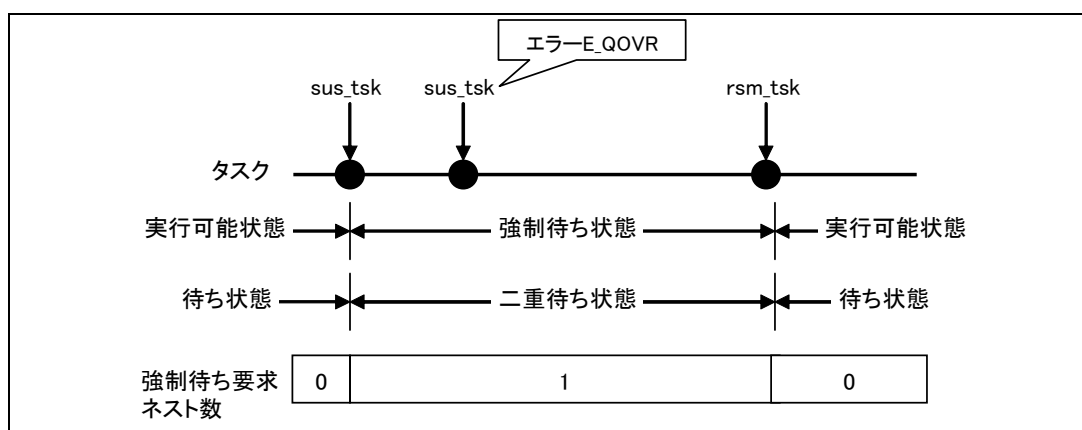 エラーE_QOVR
sus_tsk sus_tsk rsm_tsk
タスク
実行可能状態 強制待ち状態 実行可能状態
待ち状態 二重待ち状態 待ち状態
強制待ち要求 0 1 0
ネスト数